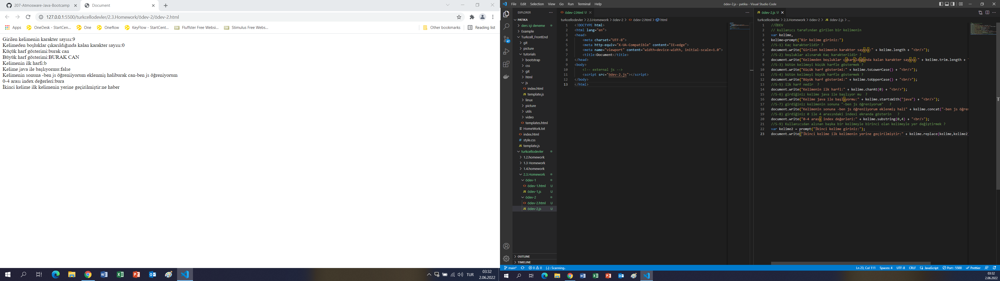 207-Atmosware-Java-Bootcamp
Document
127.0.0.1:5500/turkcellodevler/2.3.Homework/ödev-2/ödev-2.html
Apps
OneDesk - StartCen...
One
Oneflow
KeyFlow - StartCent...
Fluffster Free Websi...
Stimulus Free Webs...
Other bookmarks
Reading list
Girilen kelimenin karakter sayısı:9
Kelimeden boşluklar çıkarıldığında kalan karakter sayısı:0
Küçük harf gösterimi:burak can
Büyük harf gösterimi:BURAK CAN
Kelimenin ilk harfi:b
Kelime java ile başlıyormu:false
Kelimenin sonuna -ben js öğreniiyorum eklenmiş haliburak can-ben js öğreniyorum
0-4 arası index değerleri:bura
İkinci kelime ilk kelimenin yerine geçirilmiştir:ne haber
TUR
03:32
2.06.2022
File Edit Selection View Go Run Terminal Help
ödev-2.js - patika - Visual Studio Code
EXPLORER
PATIKA
ders içi deneme
Example
Turkcell_FrontEnd
git
picture
tutorials
bootstrap
css
git
html
js
index.html
template.js
linux
picture
utils
video
templates.html
HomeWork.txt
index.html
style.css
template.js
turkcellodevler
1.2.homework
1.3 Homework
1.4.homework
2.3.Homework
ödev-1
ödev-1.html U
ödev-1.js U
ödev-2
ödev-2.html U
ödev-2.js U
OUTLINE
TIMELINE
47
ödev-2.html U
turkcellodevler > 2.3.Homework > ödev-2 > ödev-2.html > html
1 <!DOCTYPE html>
2 <html lang="en">
3 <head>
4 <meta charset="UTF-8">
5 <meta http-equiv="X-UA-Compatible" content="IE=edge">
6 <meta name="viewport" content="width=device-width, initial-scale=1.0">
7 <title>Document</title>
8 </head>
9 <body>
10 <!-- external js -->
11 <script src="ödev-2.js"></script>
12 </body>
13 </html>
JS ödev-2.js U
turkcellodevler > 2.3.Homework > ödev-2 > JS ödev-2.js > ...
1 //ÖDEV
2 // kullanıcı tarafından girilen bir kelimenin
3 var kelime,
4 kelime=prompt("Bir kelime giriniz:")
5 //S-1) Kaç karakterlidir ?
6 document.write("Girilen kelimenin karakter sayısı:" + kelime.length + "<br/>");
7 //S-2) boşluklar alınarak Kaç karakterlidir ?
8 document.write("Kelimeden boşluklar çıkarıldığında kalan karakter sayısı:" + kelime.trim.length + "
9 //S-3) bütün kelimeyi küçük harfle göstermek ?
10 document.write("Küçük harf gösterimi:" + kelime.toLowerCase() + "<br/>");
11 //S-4) bütün kelimeyi büyük harfle göstermek ?
12 document.write("Büyük harf gösterimi:" + kelime.toUpperCase() + "<br/>");
13 //S-5) ilk harf nedir ?
14 document.write("Kelimenin ilk harfi:" + kelime.charAt(0) + "<br/>");
15 //S-6) girdiğiniz kelime java ile başlıyor mu ?
16 document.write("Kelime java ile başlıyormu:" + kelime.startsWith("java") + "<br/>");
17 //S-7) girdiğiniz kelimenin sonuna "-ben js öğreniyorum" ?
18 document.write("Kelimenin sonuna -ben js öğreniiyorum eklenmiş hali" + kelime.concat("-ben js öğren
19 //S-8) girdiğiniz 0 ile 4 arasındaki indexi ekranda gösterin ?
20 document.write("0-4 arası index değerleri:" + kelime.substring(0,4) + "<br/>");
21 //S-9) Kullanıcıdan alınan başka bir kelimeyle birinci olan kelimeyle yer değiştirmek ?
22 var kelime2 = prompt("İkinci kelime giriniz:");
23 document.write("İkinci kelime ilk kelimenin yerine geçirilmiştir:" + kelime.replace(kelime,kelime2
main* 0 0 {..} : Scanning..
Ln 23, Col 111 Spaces: 4 UTF-8 CRLF JavaScript Port : 5500 Prettier
03:32
2.06.2022